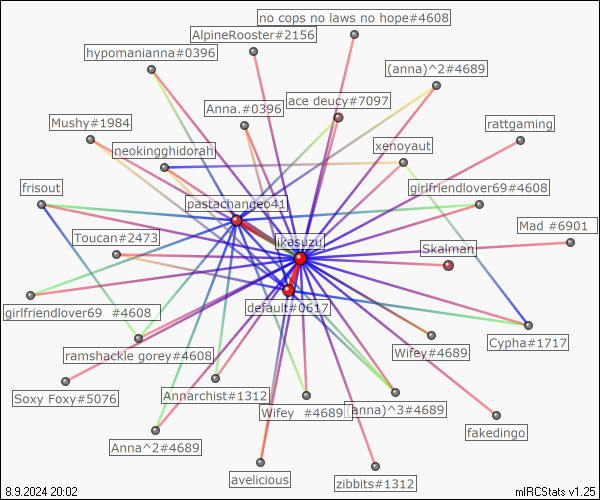 no cops no laws no hope#4608
AlpineRooster#2156
hypomanianna#0396
(anna)^2#4689
ace deucy#7097
Anna.#0396
Mushy#1984
rattgaming
neokingghidorah
xenoyaut
frisout
girlfriendlover69#4608
pastachangeo41
Mad #6901
Toucan#2473
ikasuzu
Skalman
girlfriendlover69  #4608
default#0617
Cypha#1717
ramshackle gorey#4608
Wifey#4689
Soxy Foxy#5076
Annarchist#1312
Wifey  #4689
(anna)^3#4689
fakedingo
Anna^2#4689
avelicious
zibbits#1312
8.9.2024 20:02
mIRCStats v1.25